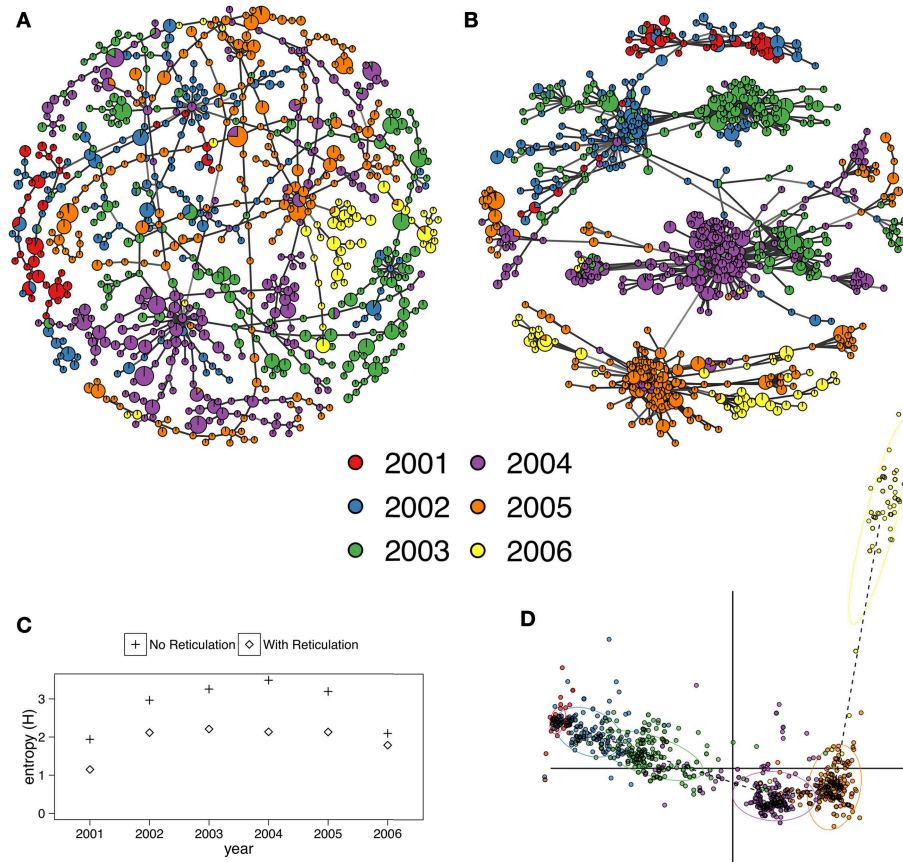 A
B
2001 2004
2002 2005
2003 2006
C
D
No Reticulation With Reticulation
entropy (H)
3
2
1
0
2001 2002 2003 2004 2005 2006
year